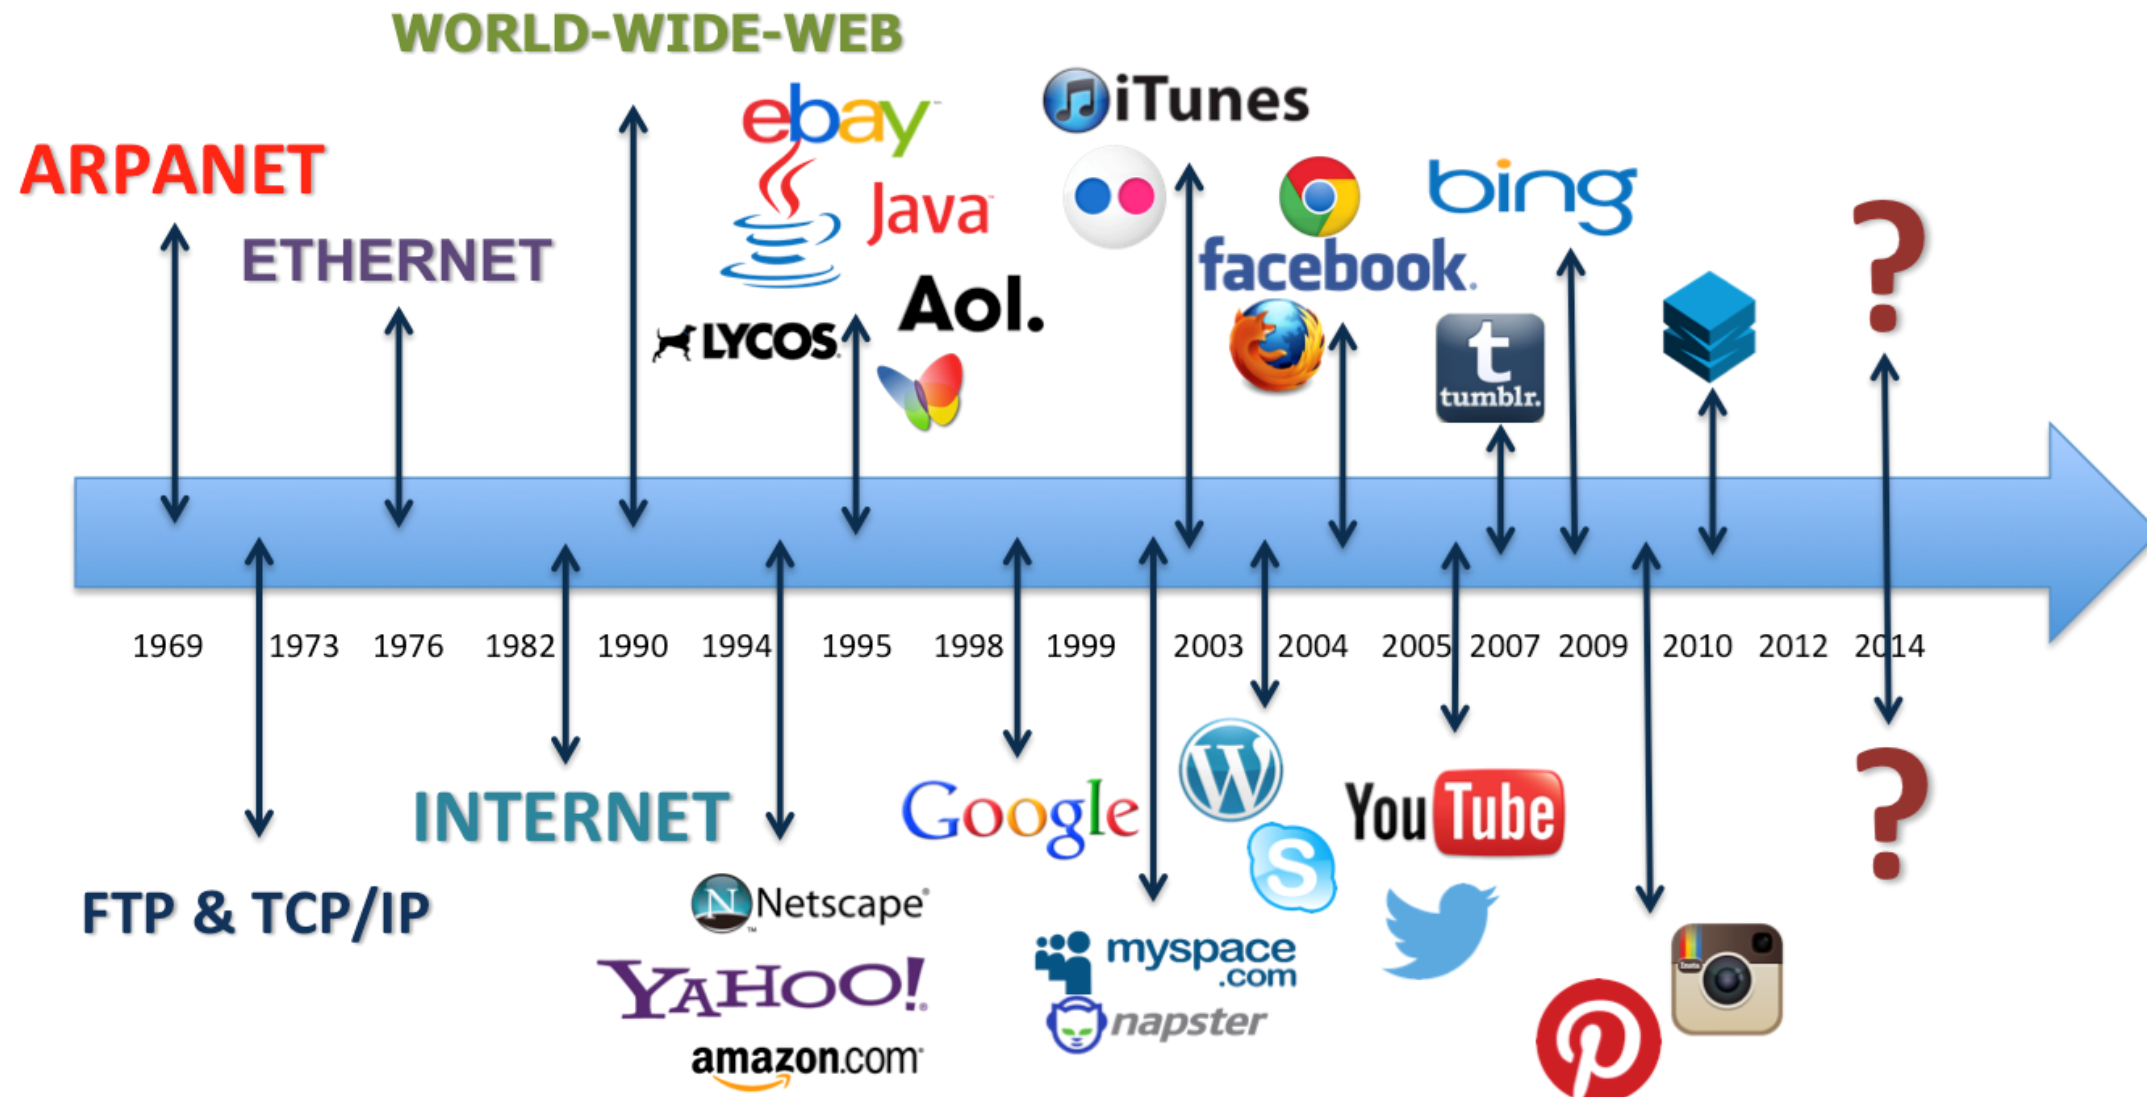 WORLD-WIDE-WEB
ebay
iTunes
ARPANET
bing
Java
ETHERNET
facebook
?
Aol.
LYCOS
t
tumblr.
1969 1973 1976 1982 1990 1994 1995 1998 1999 2003 2004 2005 2007 2009 2010 2012 2014
INTERNET
Google
W
YouTube
?
S
FTP & TCP/IP
N Netscape
myspace
.com
YAHOO!
Insta
napster
P
amazon.com